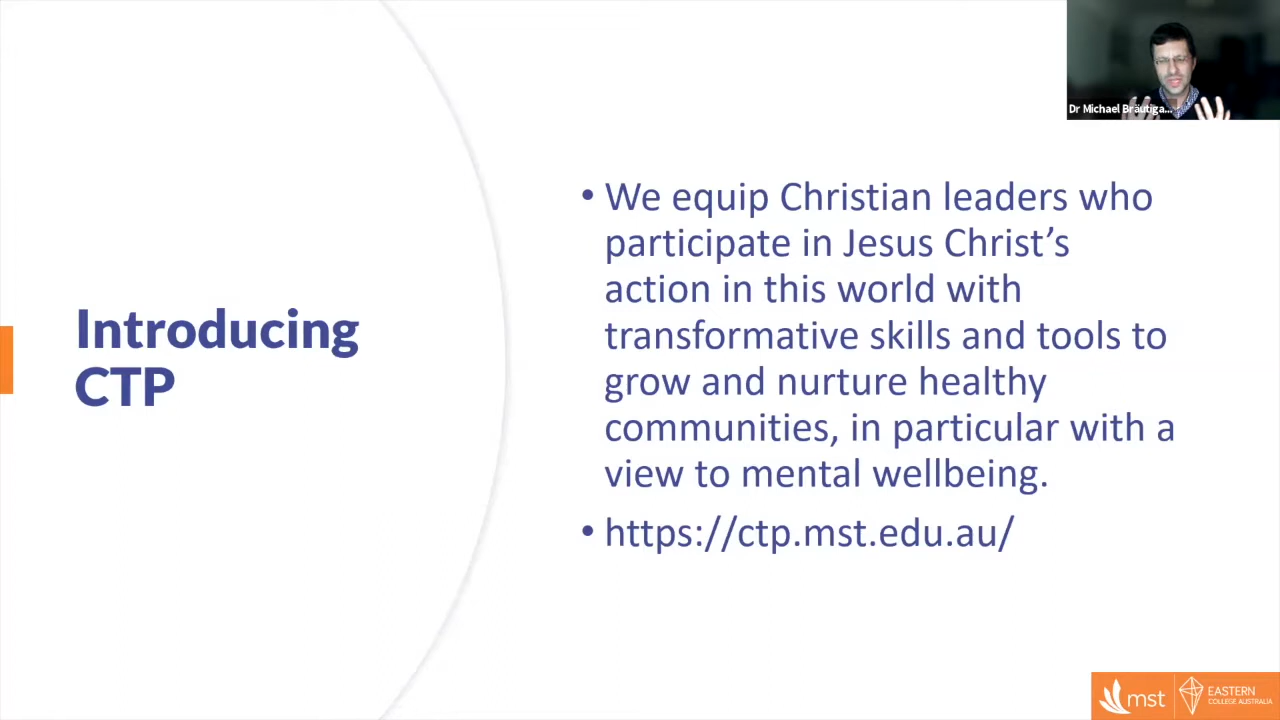 Dr Michael Bräutiga...
Introducing
CTP
• We equip Christian leaders who
participate in Jesus Christ’s
action in this world with
transformative skills and tools to
grow and nurture healthy
communities, in particular with a
view to mental wellbeing.
• https://ctp.mst.edu.au/
mst
EASTERN
COLLEGE AUSTRALIA